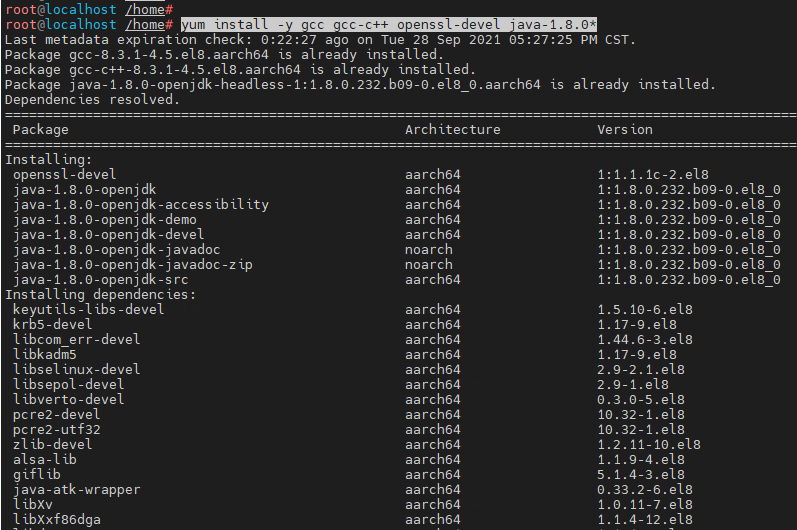 root@localhost /home#
root@localhost /home# yum install -y gcc gcc-c++ openssl-devel java-1.8.0*
Last metadata expiration check: 0:22:27 ago on Tue 28 Sep 2021 05:27:25 PM CST.
Package gcc-8.3.1-4.5.el8.aarch64 is already installed.
Package gcc-c++-8.3.1-4.5.el8.aarch64 is already installed.
Package java-1.8.0-openjdk-headless-1:1.8.0.232.b09-0.el8_0.aarch64 is already installed.
Dependencies resolved.
Package Architecture Version
Installing:
openssl-devel aarch64 1:1.1.1c-2.el8
java-1.8.0-openjdk aarch64 1:1.8.0.232.b09-0.el8_0
java-1.8.0-openjdk-accessibility aarch64 1:1.8.0.232.b09-0.el8_0
java-1.8.0-openjdk-demo aarch64 1:1.8.0.232.b09-0.el8_0
java-1.8.0-openjdk-devel aarch64 1:1.8.0.232.b09-0.el8_0
java-1.8.0-openjdk-javadoc noarch 1:1.8.0.232.b09-0.el8_0
java-1.8.0-openjdk-javadoc-zip noarch 1:1.8.0.232.b09-0.el8_0
java-1.8.0-openjdk-src aarch64 1:1.8.0.232.b09-0.el8_0
Installing dependencies:
keyutils-libs-devel aarch64 1.5.10-6.el8
krb5-devel aarch64 1.17-9.el8
libcom_err-devel aarch64 1.44.6-3.el8
libkadm5 aarch64 1.17-9.el8
libselinux-devel aarch64 2.9-2.1.el8
libsepol-devel aarch64 2.9-1.el8
libverto-devel aarch64 0.3.0-5.el8
pcre2-devel aarch64 10.32-1.el8
pcre2-utf32 aarch64 10.32-1.el8
zlib-devel aarch64 1.2.11-10.el8
alsa-lib aarch64 1.1.9-4.el8
giflib aarch64 5.1.4-3.el8
java-atk-wrapper aarch64 0.33.2-6.el8
libXv aarch64 1.0.11-7.el8
libXxf86dga aarch64 1.1.4-12.el8